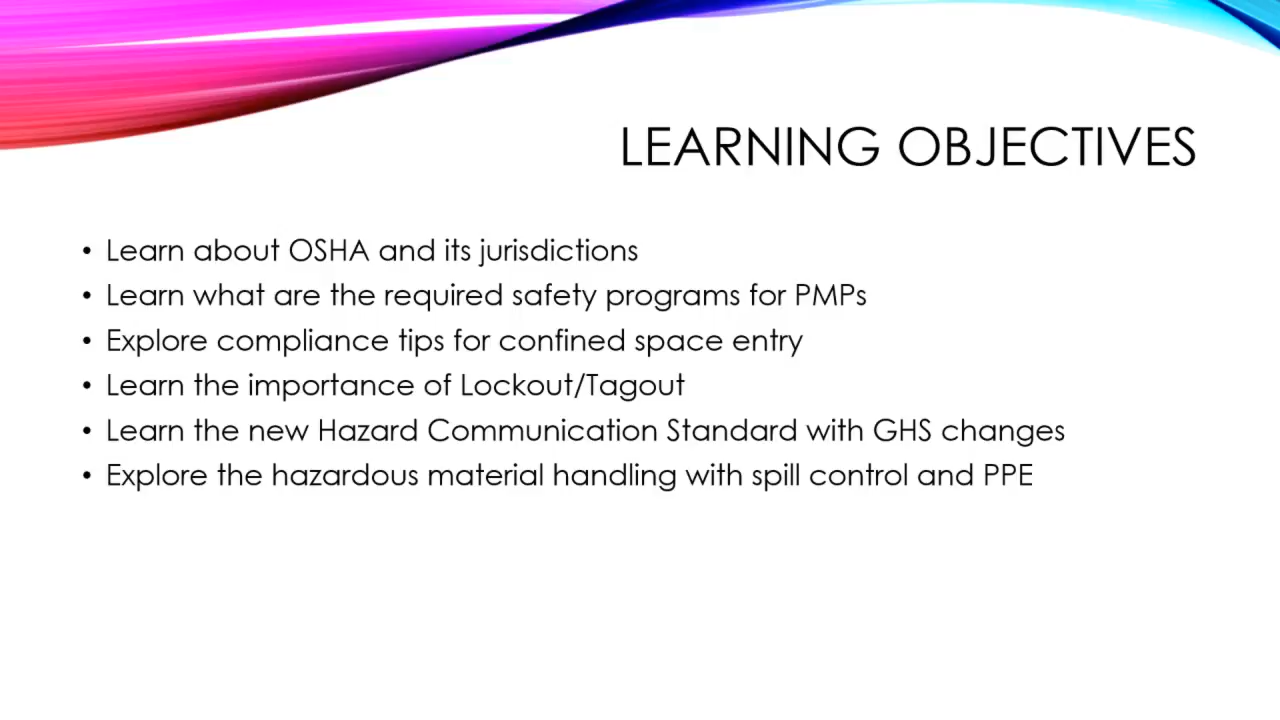 LEARNING OBJECTIVES
• Learn about OSHA and its jurisdictions
• Learn what are the required safety programs for PMPs
• Explore compliance tips for confined space entry
• Learn the importance of Lockout/Tagout
• Learn the new Hazard Communication Standard with GHS changes
• Explore the hazardous material handling with spill control and PPE